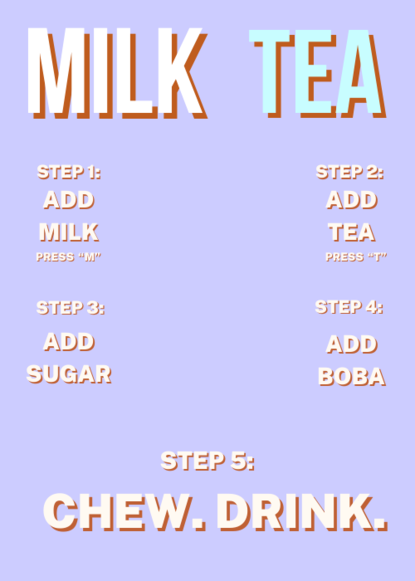 MILK TEA
STEP 1:
ADD
MILK
PRESS “M”
STEP 2:
ADD
TEA
PRESS “T”
STEP 3:
ADD
SUGAR
STEP 4:
ADD
BOBA
STEP 5:
CHEW. DRINK.